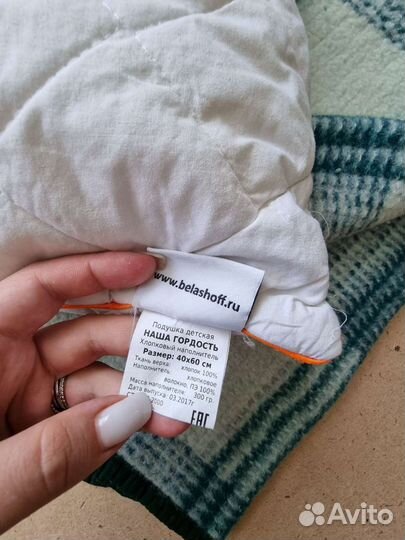 www.belashoff.ru
Подушка детская
НАША ГОРДОСТЬ
Хлопковый наполнитель
Размер: 40х60 см
Ткань верха: хлопок 100%
Наполнитель: хлопковое
волокно, ПЭ 100%
Масса наполнителя: 300 гр.
Дата выпуска: 03.2017г
2000
EAC
Avito